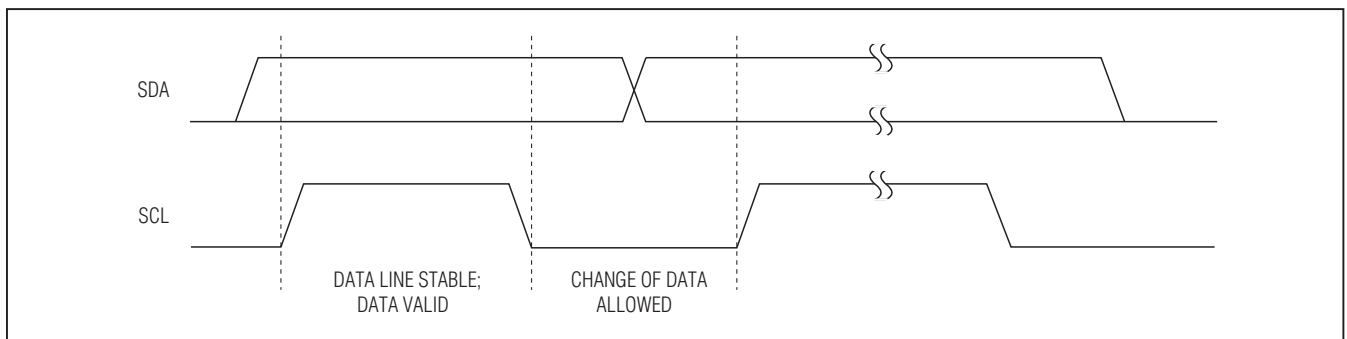 SDA
SCL
DATA LINE STABLE;
DATA VALID
CHANGE OF DATA
ALLOWED